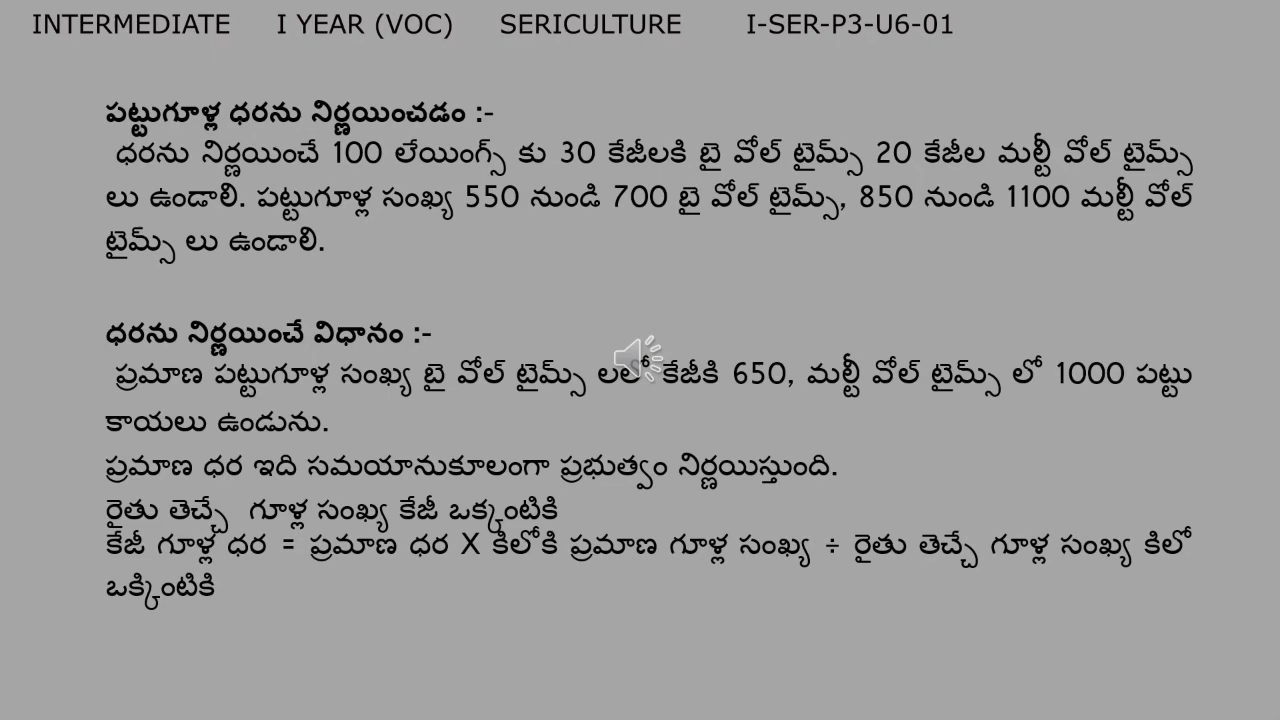 INTERMEDIATE I YEAR (VOC) SERICULTURE I-SER-P3-U6-01
పట్టుగూళ్ల ధరను నిర్ణయించడం :-
ధరను నిర్ణయించే 100 లేయింగ్స్ కు 30 కేజీలకి బై వోల్ టైమ్స్ 20 కేజీల మల్టీ వోల్ టైమ్స్
లు ఉండాలి. పట్టుగూళ్ల సంఖ్య 550 నుండి 700 బై వోల్ టైమ్స్, 850 నుండి 1100 మల్టీ వోల్
టైమ్స్ లు ఉండాలి.
ధరను నిర్ణయించే విధానం :-
ప్రమాణ పట్టుగూళ్ల సంఖ్య బై వోల్ టైమ్స్ లలో కేజీకి 650, మల్టీ వోల్ టైమ్స్ లో 1000 పట్టు
కాయలు ఉండును.
ప్రమాణ ధర ఇది సమయానుకూలంగా ప్రభుత్వం నిర్ణయిస్తుంది.
రైతు తెచ్చే గూళ్ల సంఖ్య కేజీ ఒక్కంటికి
కేజీ గూళ్ల ధర = ప్రమాణ ధర X కిలోకి ప్రమాణ గూళ్ల సంఖ్య ÷ రైతు తెచ్చే గూళ్ల సంఖ్య కిలో
ఒక్కింటికి